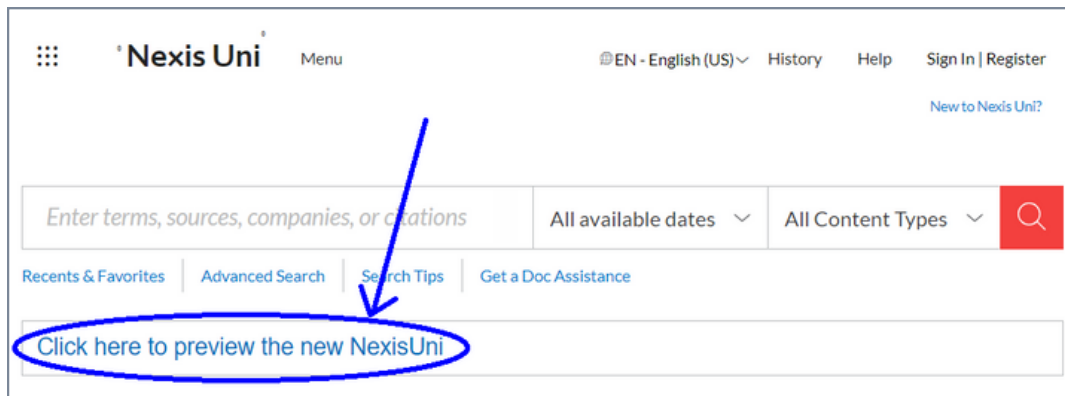 Nexis Uni® Menu EN - English (US) History Help Sign In | Register
New to Nexis Uni?
Enter terms, sources, companies, or citations All available dates All Content Types
Recents & Favorites Advanced Search Search Tips Get a Doc Assistance
Click here to preview the new NexisUni